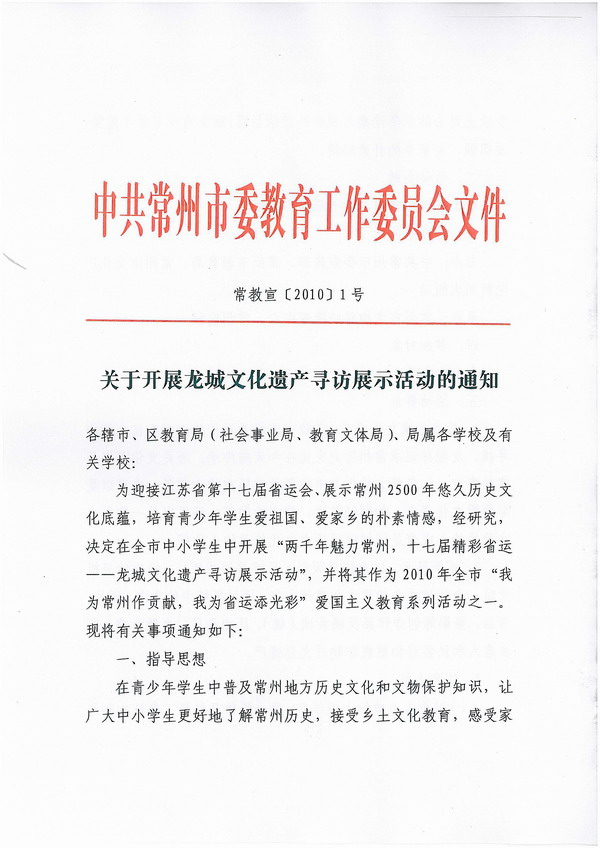 中共常州市委教育工作委员会文件
常教宣〔2010〕1号
关于开展龙城文化遗产寻访展示活动的通知
各辖市、区教育局（社会事业局、教育文体局）、局属各学校及有
关学校：
为迎接江苏省第十七届省运会、展示常州2500年悠久历史文
化底蕴，培育青少年学生爱祖国、爱家乡的朴素情感，经研究，
决定在全市中小学生中开展“两千年魅力常州，十七届精彩省运
——龙城文化遗产寻访展示活动”，并将其作为2010年全市“我
为常州作贡献，我为省运添光彩”爱国主义教育系列活动之一。
现将有关事项通知如下：
一、指导思想
在青少年学生中普及常州地方历史文化和文物保护知识，让
广大中小学生更好地了解常州历史，接受乡土文化教育，感受家